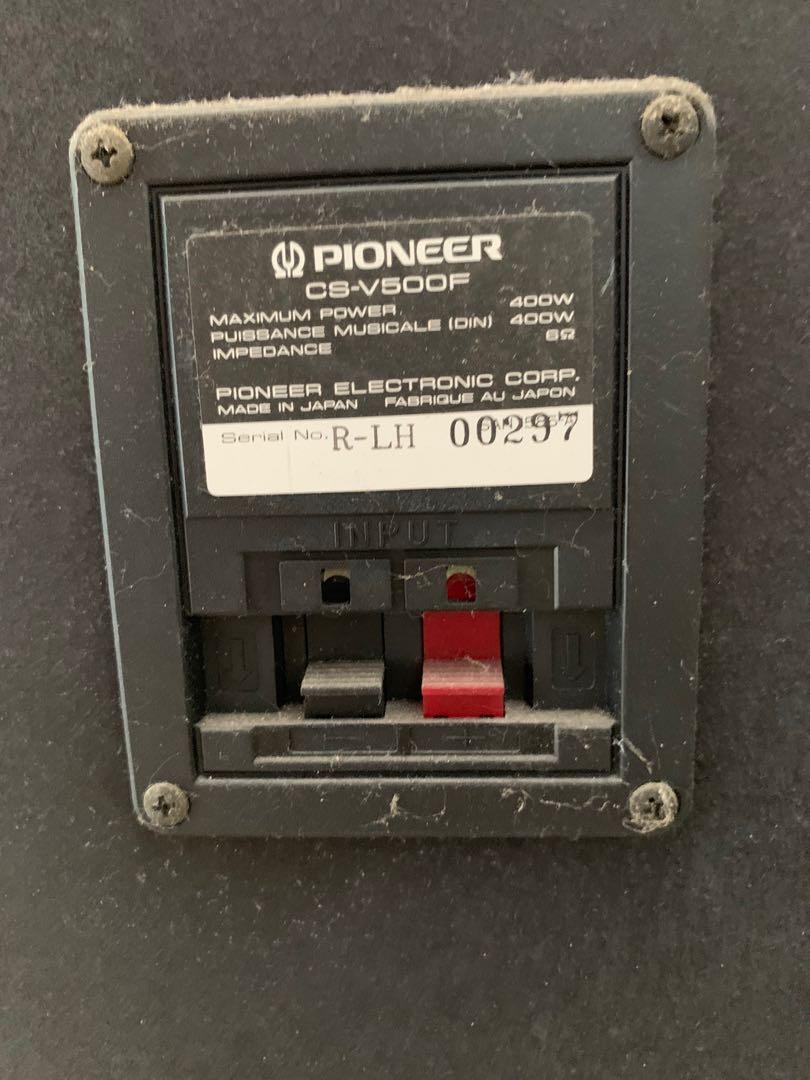 PIONEER
CS-V500F
MAXIMUM POWER 400W
PUISSANCE MUSICALE (DIN) 400W
IMPEDANCE 6Ω
PIONEER ELECTRONIC CORP.
MADE IN JAPAN FABRIQUE AU JAPON
Serial No. R-LH 00297
INPUT
− +